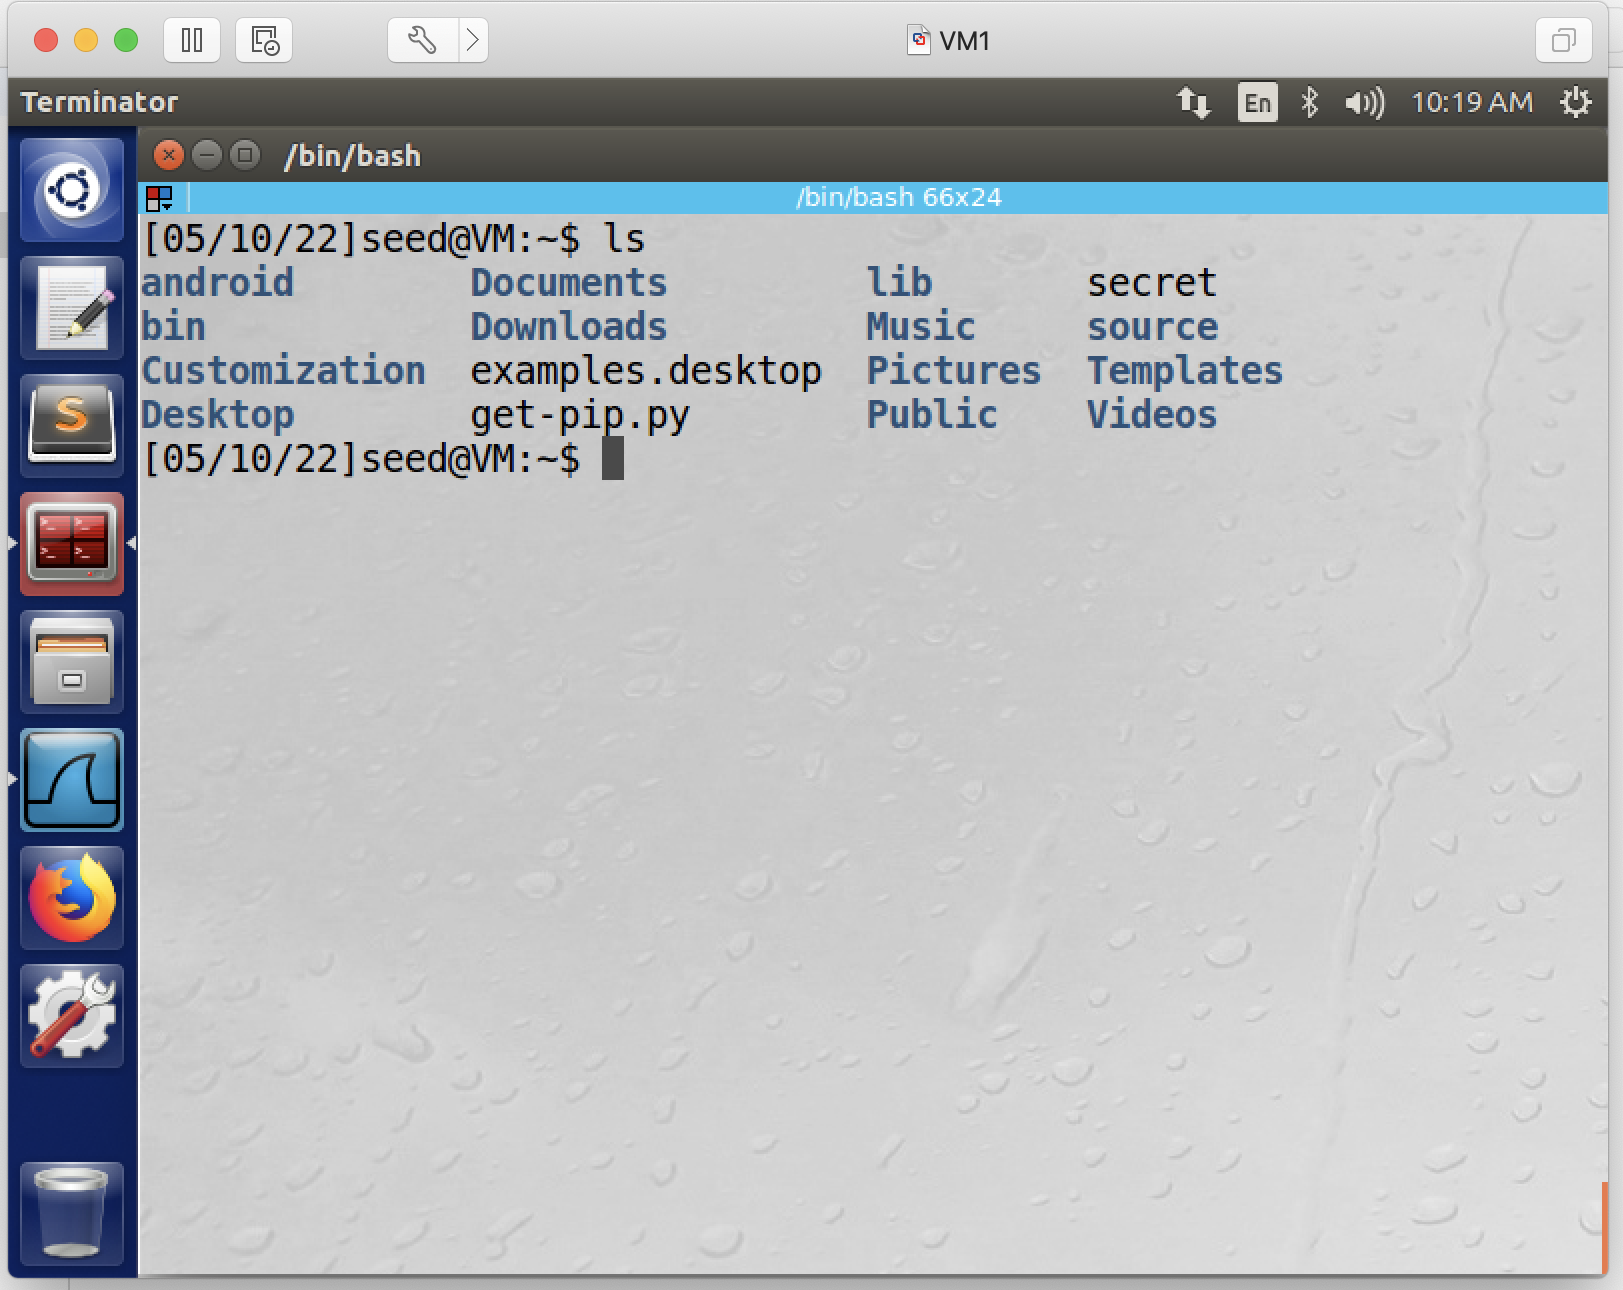 VM1
Terminator En 10:19 AM
/bin/bash
/bin/bash 66x24
[05/10/22]seed@VM:~$ ls
android Documents lib secret
bin Downloads Music source
Customization examples.desktop Pictures Templates
Desktop get-pip.py Public Videos
[05/10/22]seed@VM:~$